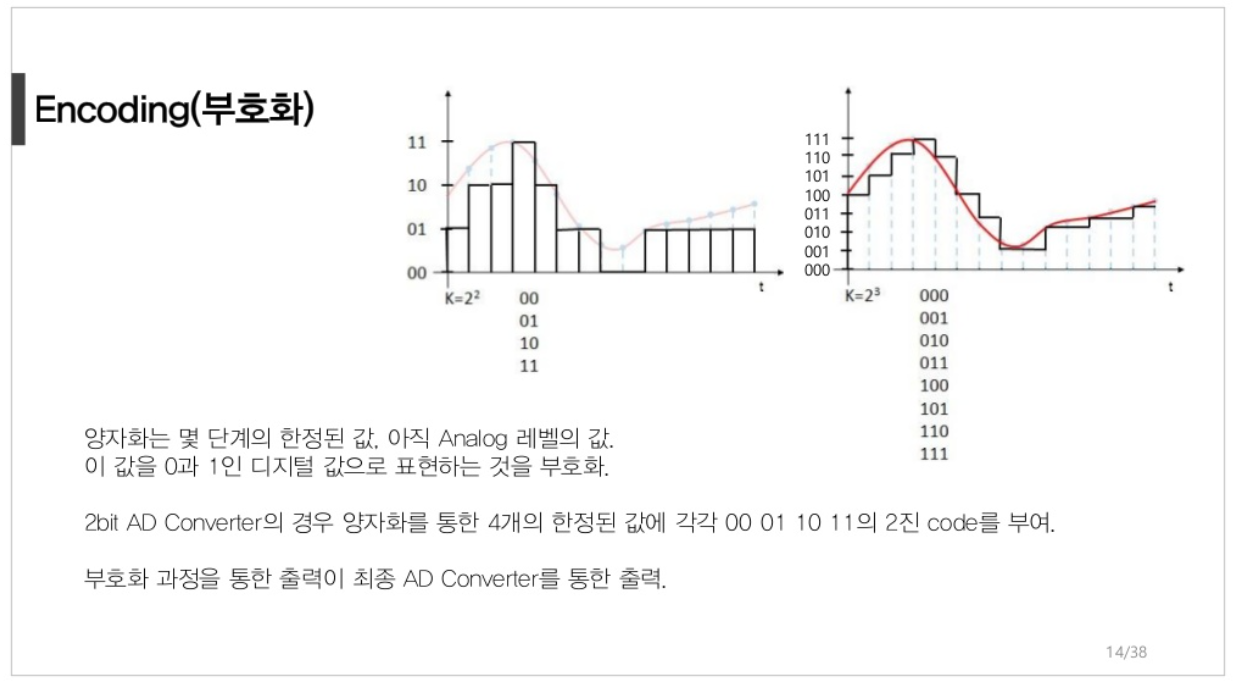 Encoding(부호화)
11
10
01
00
K=2²
t
00
01
10
11
111
110
101
100
011
010
001
000
K=2³
t
000
001
010
011
100
101
110
111
양자화는 몇 단계의 한정된 값, 아직 Analog 레벨의 값.
이 값을 0과 1인 디지털 값으로 표현하는 것을 부호화.
2bit AD Converter의 경우 양자화를 통한 4개의 한정된 값에 각각 00 01 10 11의 2진 code를 부여.
부호화 과정을 통한 출력이 최종 AD Converter를 통한 출력.
14/38